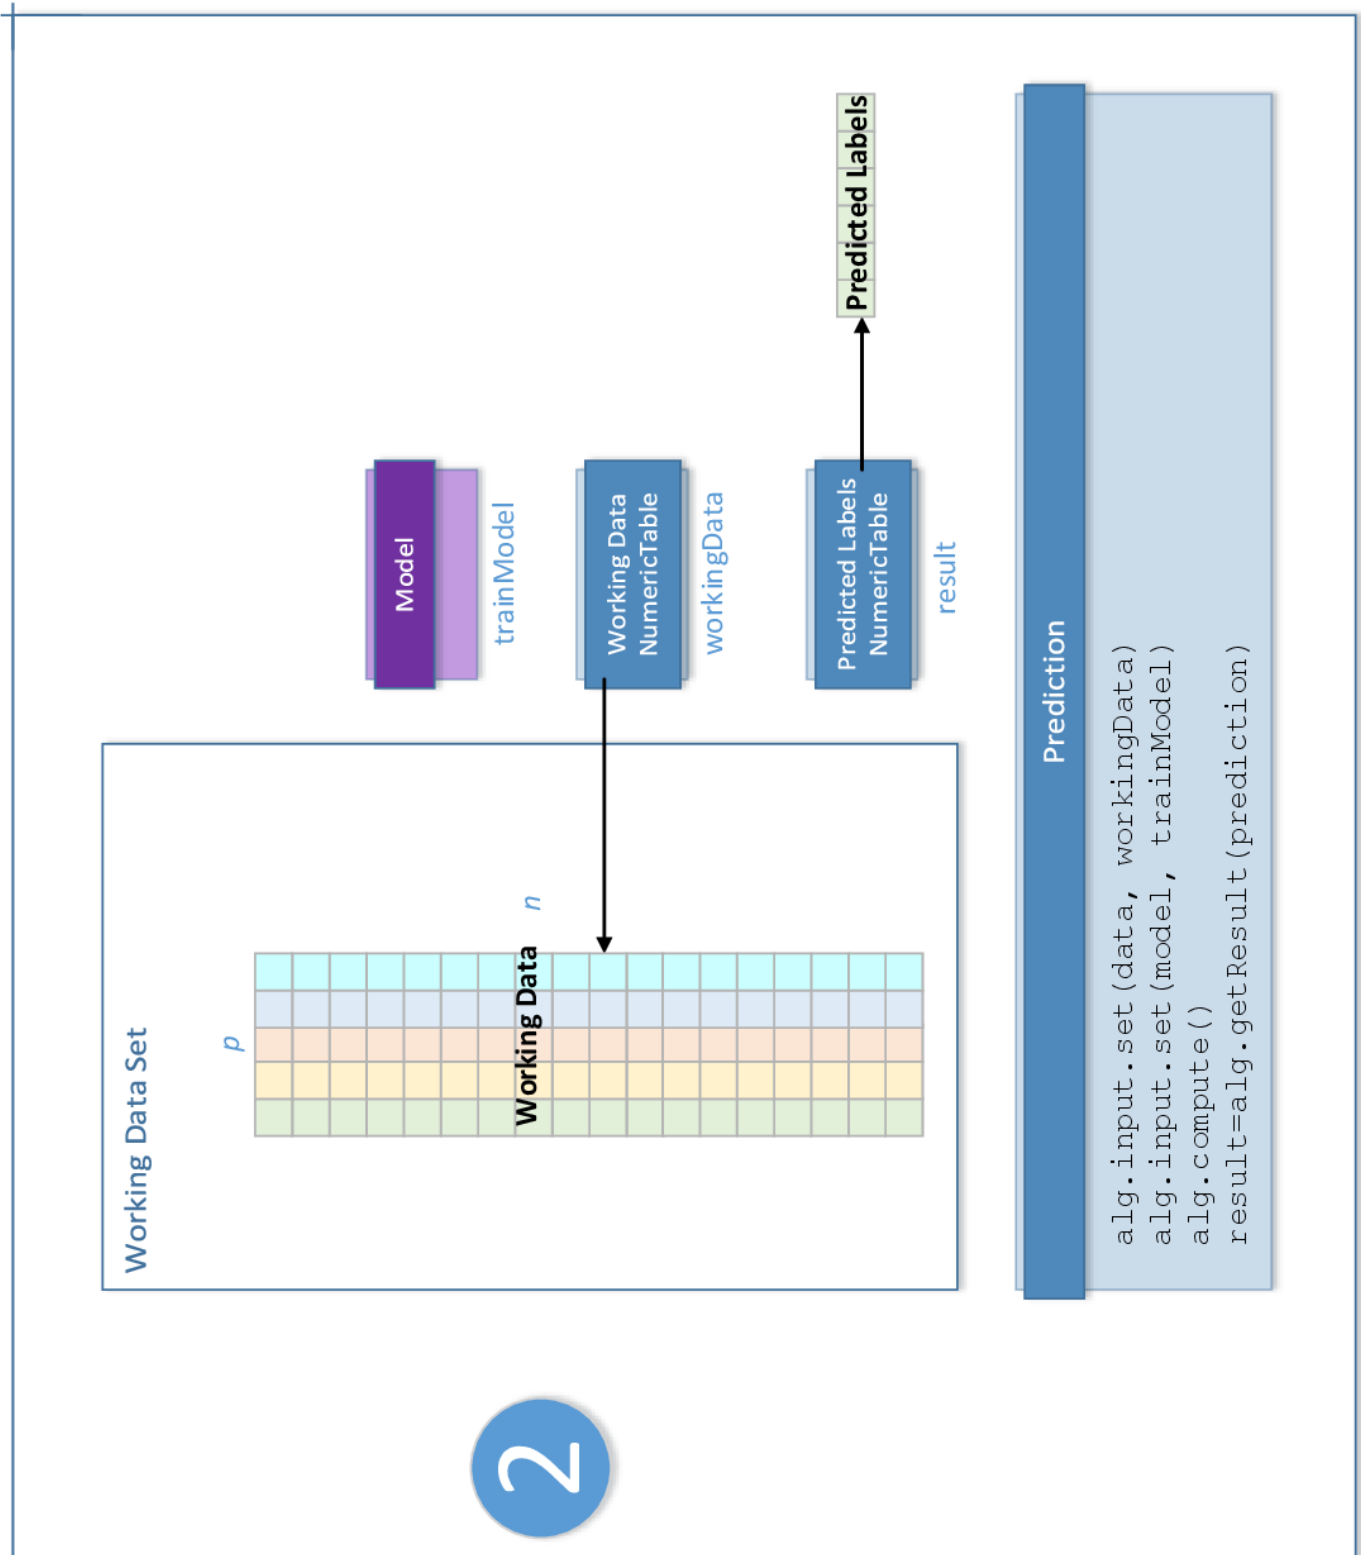 2
Working Data Set
p
Working Data
n
Model
trainModel
Working Data
NumericTable
workingData
Predicted Labels
NumericTable
result
Predicted Labels
Prediction
alg.input.set(data, workingData)
alg.input.set(model, trainModel)
alg.compute()
result=alg.getResult(prediction)